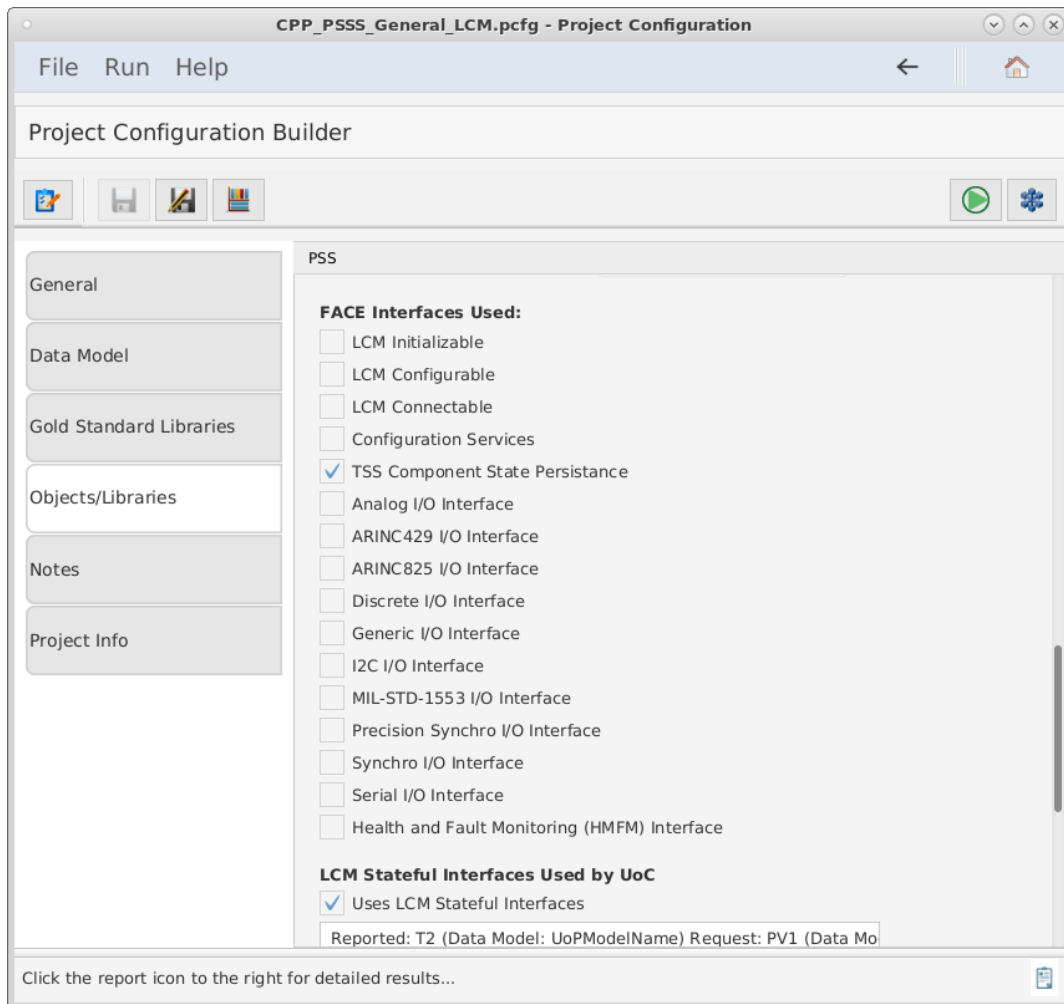 CPP_PSSS_General_LCM.pcfg - Project Configuration
File Run Help
Project Configuration Builder
General
Data Model
Gold Standard Libraries
Objects/Libraries
Notes
Project Info
PSS
FACE Interfaces Used:
LCM Initializable
LCM Configurable
LCM Connectable
Configuration Services
TSS Component State Persistance
Analog I/O Interface
ARINC429 I/O Interface
ARINC825 I/O Interface
Discrete I/O Interface
Generic I/O Interface
I2C I/O Interface
MIL-STD-1553 I/O Interface
Precision Synchro I/O Interface
Synchro I/O Interface
Serial I/O Interface
Health and Fault Monitoring (HMFM) Interface
LCM Stateful Interfaces Used by UoC
Uses LCM Stateful Interfaces
Reported: T2 (Data Model: UoPModelName) Request: PV1 (Data Mo
Click the report icon to the right for detailed results...